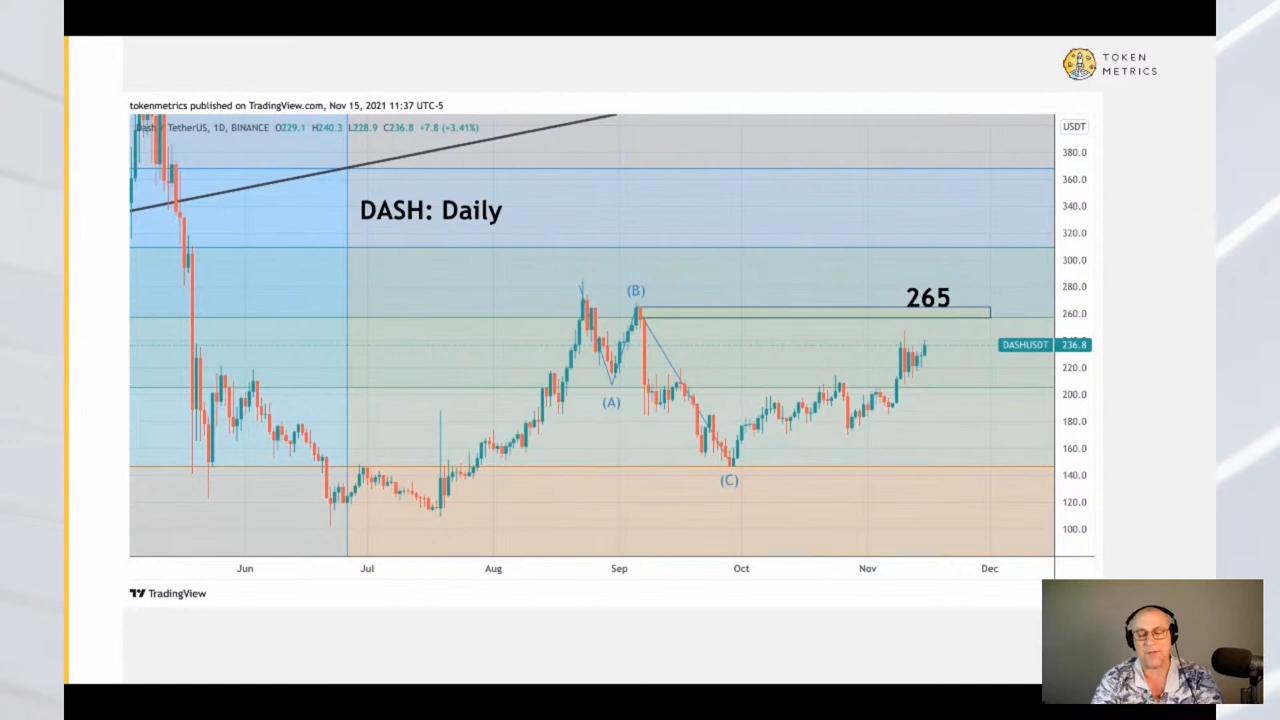 TOKEN
METRICS
tokenmetrics published on TradingView.com, Nov 15, 2021 11:37 UTC-5
Dash / TetherUS, 1D, BINANCE O229.1 H240.3 L228.9 C236.8 +7.8 (+3.41%)
USDT
380.0
360.0
DASH: Daily
340.0
320.0
300.0
280.0
(B)
265
260.0
DASHUSDT 236.8
220.0
(A)
200.0
180.0
160.0
(C)
140.0
120.0
100.0
Jun Jul Aug Sep Oct Nov Dec
TradingView